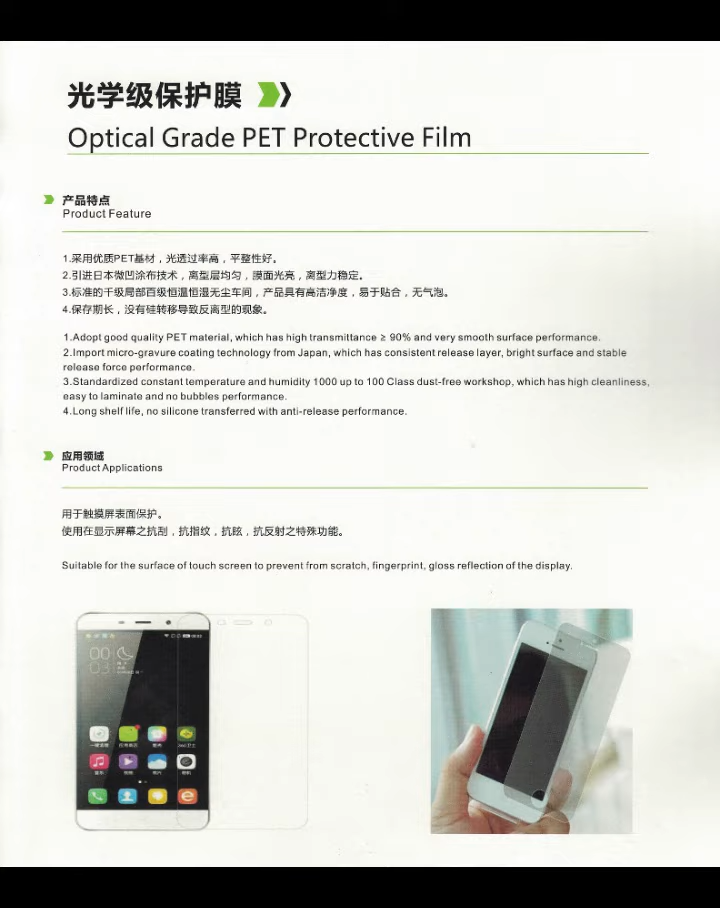 光学级保护膜
Optical Grade PET Protective Film
产品特点
Product Feature
1.采用优质PET基材，光透过率高，平整性好。
2.引进日本微凹涂布技术，离型层均匀，膜面光亮，离型力稳定。
3.标准的千级局部百级恒温恒湿无尘车间，产品具有高洁净度，易于贴合，无气泡。
4.保存期长，没有硅转移导致反离型的现象。
1.Adopt good quality PET material, which has high transmittance ≥ 90% and very smooth surface performance.
2.Import micro-gravure coating technology from Japan, which has consistent release layer, bright surface and stable
release force performance.
3.Standardized constant temperature and humidity 1000 up to 100 Class dust-free workshop, which has high cleanliness,
easy to laminate and no bubbles performance.
4.Long shelf life, no silicone transferred with anti-release performance.
应用领域
Product Applications
用于触摸屏表面保护。
使用在显示屏幕之抗刮，抗指纹，抗眩，抗反射之特殊功能。
Suitable for the surface of touch screen to prevent from scratch, fingerprint, gloss reflection of the display.
00
03